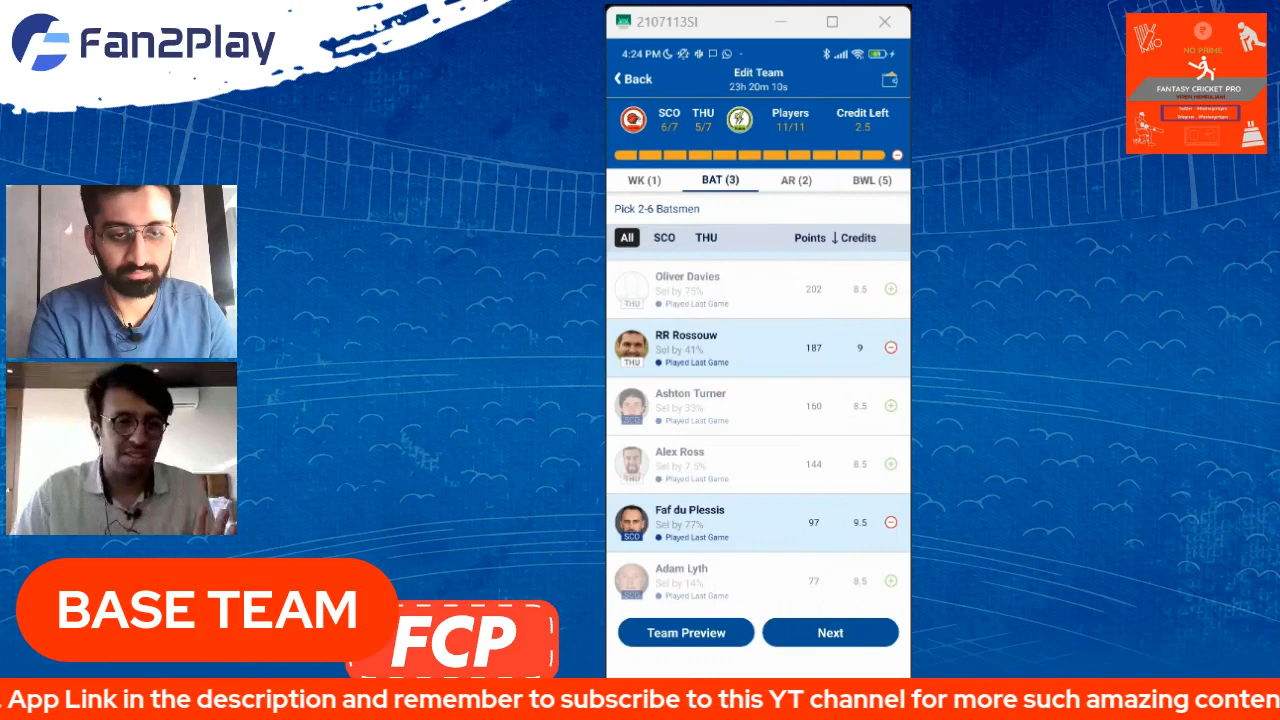 Fan2Play
2107113SI
4:24 PM
Back
Edit Team
23h 20m 10s
SCO THU Players Credit Left
6/7 5/7 11/11 2.5
WK (1) BAT (3) AR (2) BWL (5)
Pick 2-6 Batsmen
All SCO THU Points ↓ Credits
Oliver Davies
Sel by 75% 202 8.5
THU Played Last Game
RR Rossouw
Sel by 41% 187 9
THU Played Last Game
Ashton Turner
Sel by 33% 160 8.5
SCO Played Last Game
Alex Ross
Sel by 7.5% 144 8.5
THU Played Last Game
Faf du Plessis
Sel by 77% 97 9.5
SCO Played Last Game
Adam Lyth
Sel by 14% 77 8.5
SCO Played Last Game
Team Preview Next
NO PRIME
FANTASY CRICKET PRO
BASE TEAM
FCP
. App Link in the description and remember to subscribe to this YT channel for more such amazing conten